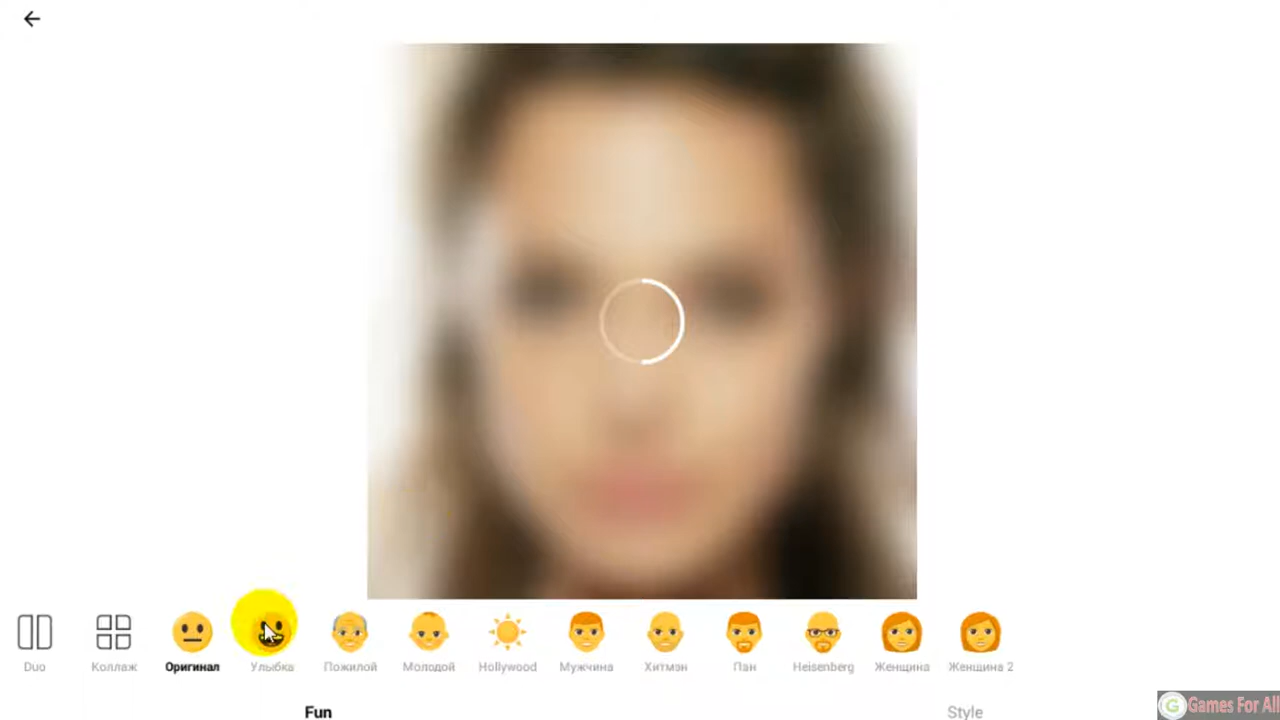 Duo
Коллаж
Оригинал
Улыбка
Пожилой
Молодой
Hollywood
Мужчина
Хитмэн
Пан
Heisenberg
Женщина
Женщина 2
Fun
Style
G Games For All